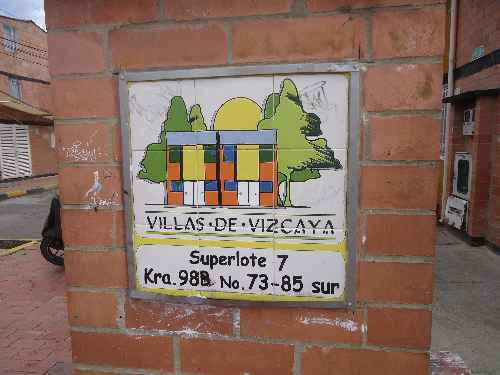 VILLAS · DE · VIZCAYA
Superlote 7
Kra. 98B No. 73-85 sur